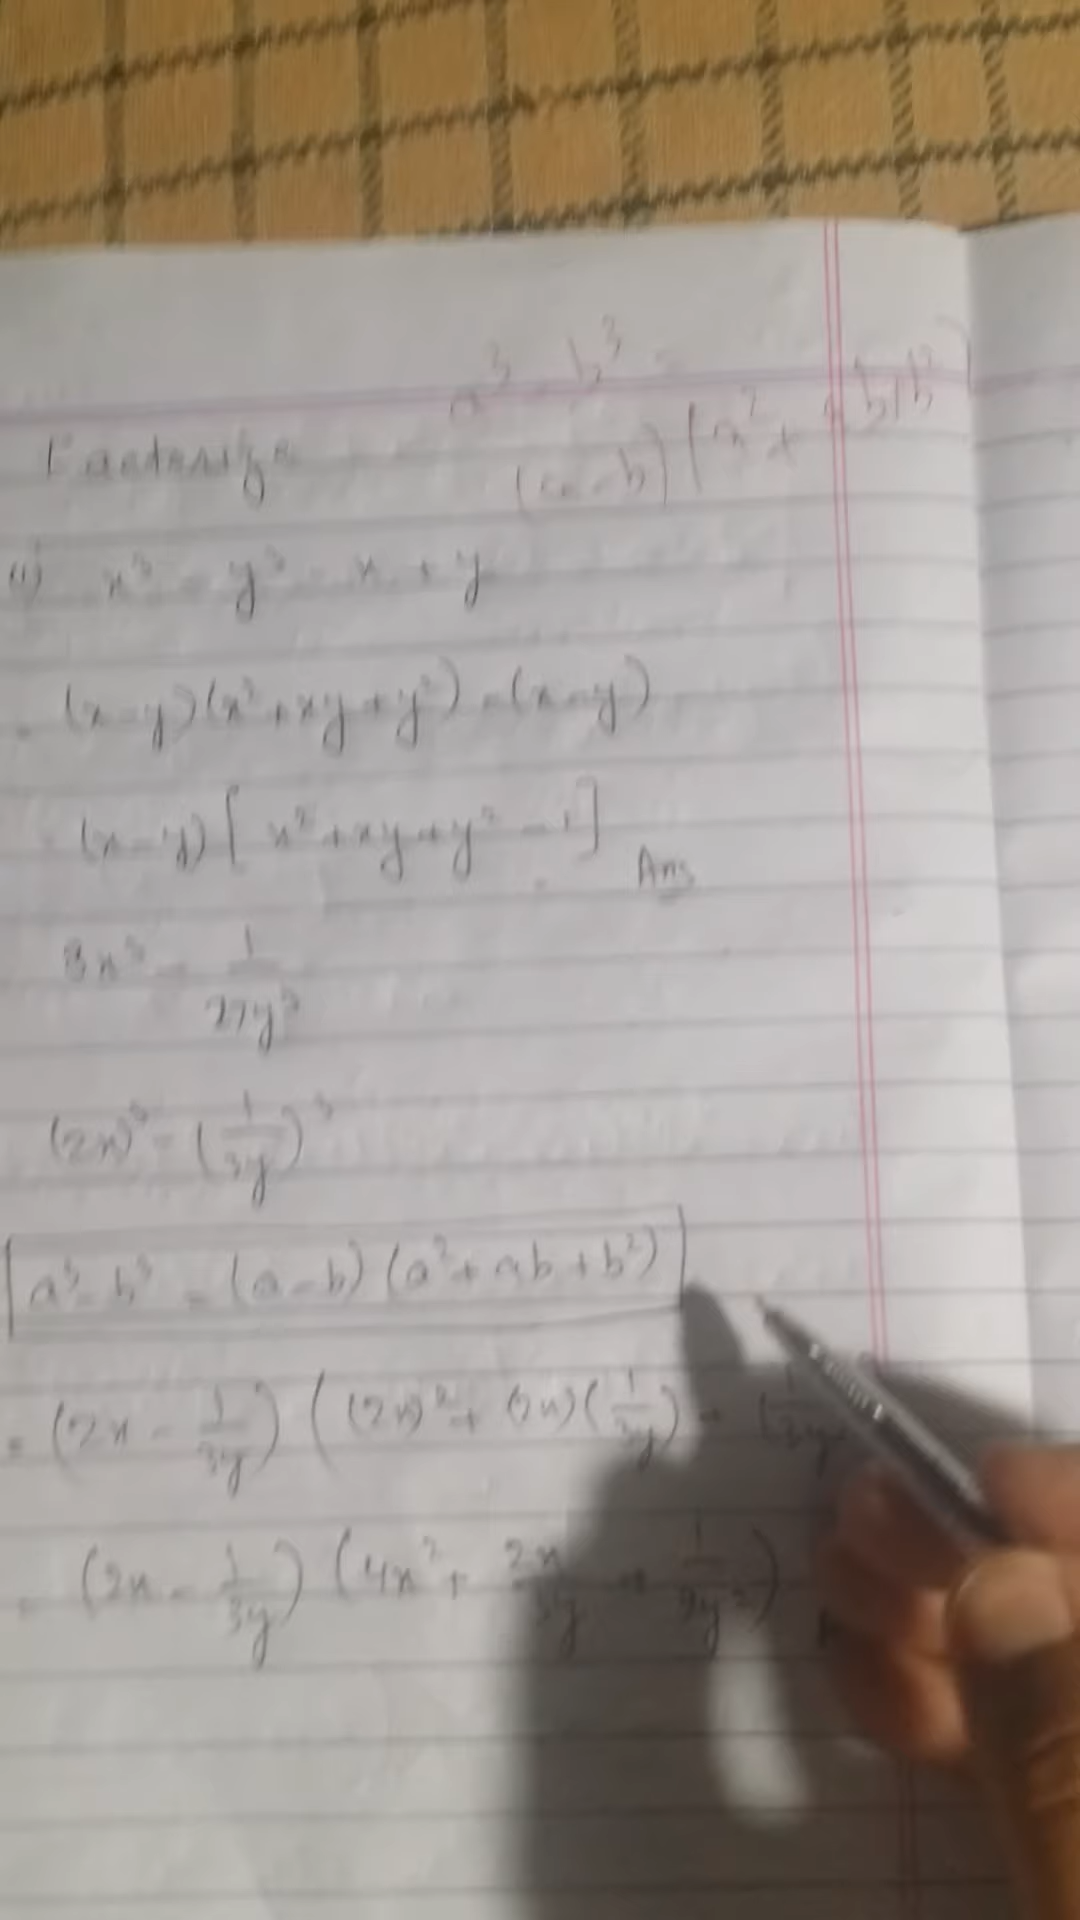 a³ - b³ =
Factorize (a-b)(a² + ab+b²)
(i) x³ - y³ - x + y
= (x-y)(x²+xy+y²) -(x-y)
(x-y)[x²+xy+y² -1] Ans
8x³ - 1/27y³
(2x)³ - (1/3y)³
a³-b³ = (a-b)(a²+ab+b²)
= (2x - 1/3y)((2x)² + (2x)(1/3y) + (1/3y
= (2x - 1/3y)(4x² + 2x/3y + 1/9y²)